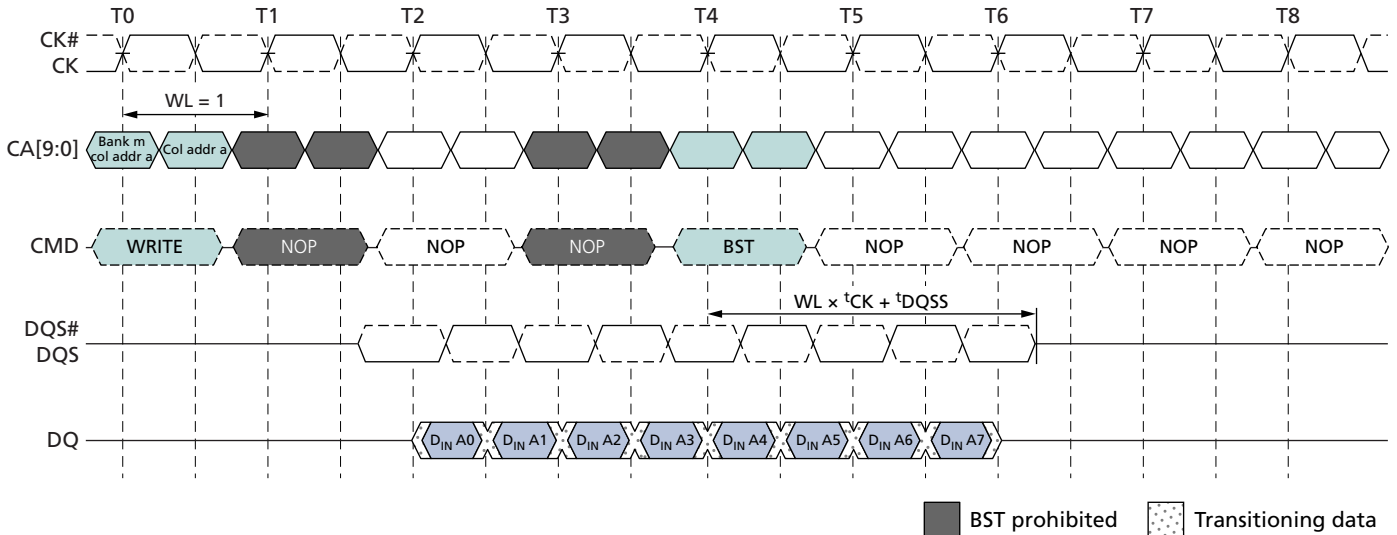 T0 T1 T2 T3 T4 T5 T6 T7 T8
CK#
CK
WL = 1
CA[9:0] Bank m col addr a Col addr a
CMD WRITE NOP NOP NOP BST NOP NOP NOP NOP
WL × tCK + tDQSS
DQS#
DQS
DQ DIN A0 DIN A1 DIN A2 DIN A3 DIN A4 DIN A5 DIN A6 DIN A7
BST prohibited Transitioning data